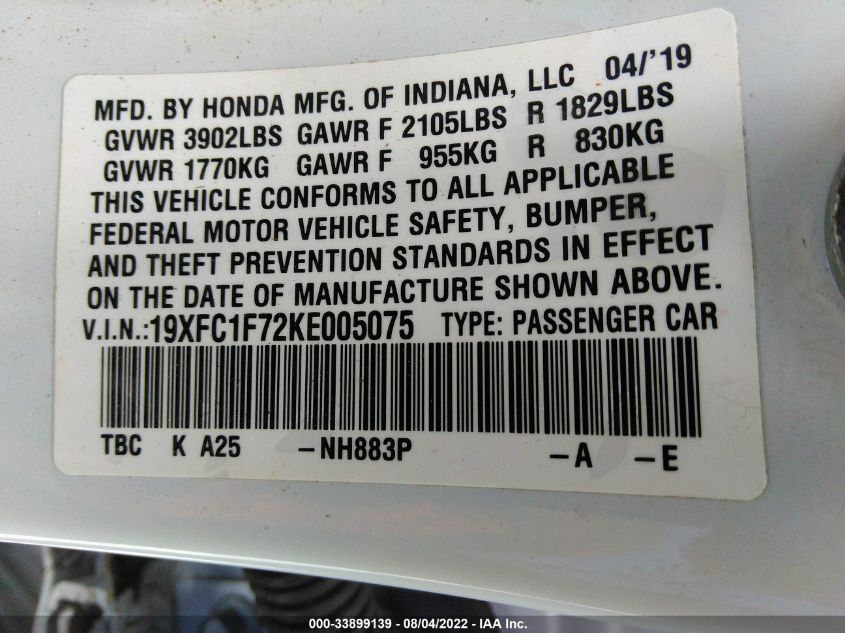 MFD. BY HONDA MFG. OF INDIANA, LLC 04/'19
GVWR 3902LBS GAWR F 2105LBS R 1829LBS
GVWR 1770KG GAWR F 955KG R 830KG
THIS VEHICLE CONFORMS TO ALL APPLICABLE
FEDERAL MOTOR VEHICLE SAFETY, BUMPER,
AND THEFT PREVENTION STANDARDS IN EFFECT
ON THE DATE OF MANUFACTURE SHOWN ABOVE.
V.I.N.:19XFC1F72KE005075 TYPE: PASSENGER CAR
TBC K A25 -NH883P -A -E
000-33899139 - 08/04/2022 - IAA Inc.